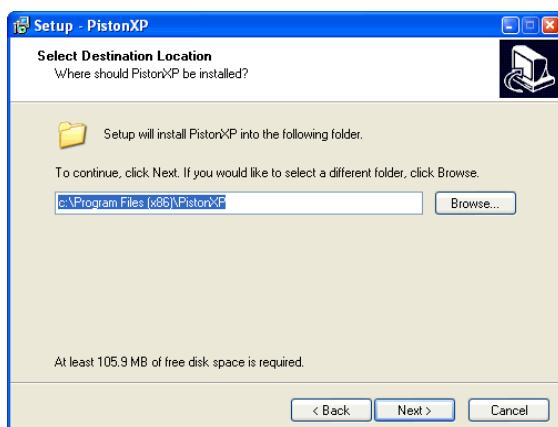 Setup - PistonXP
Select Destination Location
Where should PistonXP be installed?
Setup will install PistonXP into the following folder.
To continue, click Next. If you would like to select a different folder, click Browse.
c:\Program Files (x86)\PistonXP
Browse...
At least 105.9 MB of free disk space is required.
< Back
Next >
Cancel